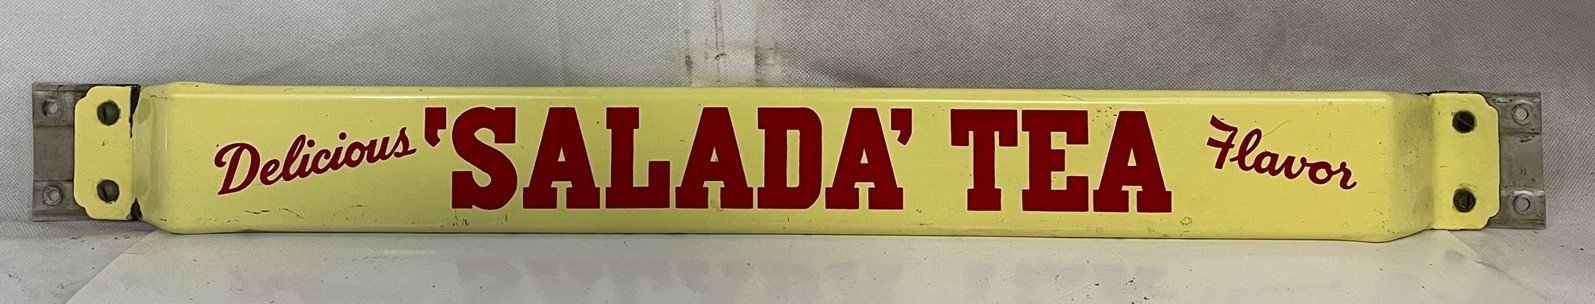 Delicious 'SALADA' TEA Flavor